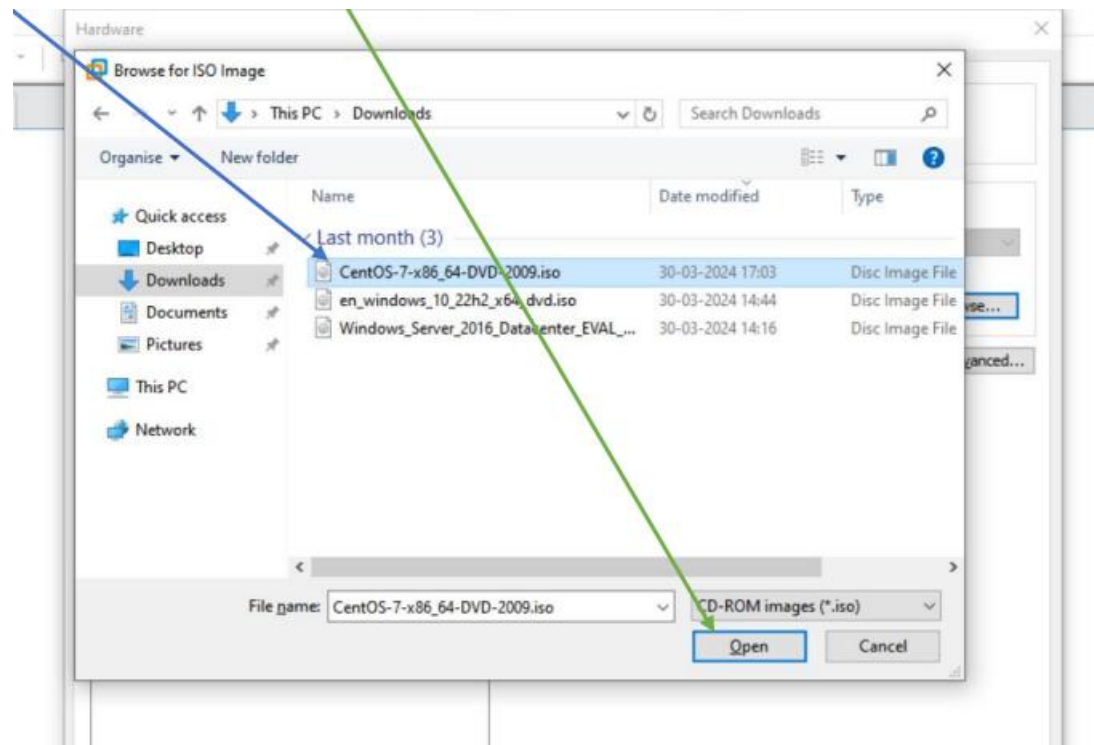 Hardware
Browse for ISO Image
This PC > Downloads
Search Downloads
Organise
New folder
Name Date modified Type
Quick access
Desktop
Downloads
Documents
Pictures
This PC
Network
Last month (3)
CentOS-7-x86_64-DVD-2009.iso 30-03-2024 17:03 Disc Image File
en_windows_10_22h2_x64_dvd.iso 30-03-2024 14:44 Disc Image File
Windows_Server_2016_Datacenter_EVAL_... 30-03-2024 14:16 Disc Image File
wse...
vanced...
File name: CentOS-7-x86_64-DVD-2009.iso CD-ROM images (*.iso)
Open Cancel